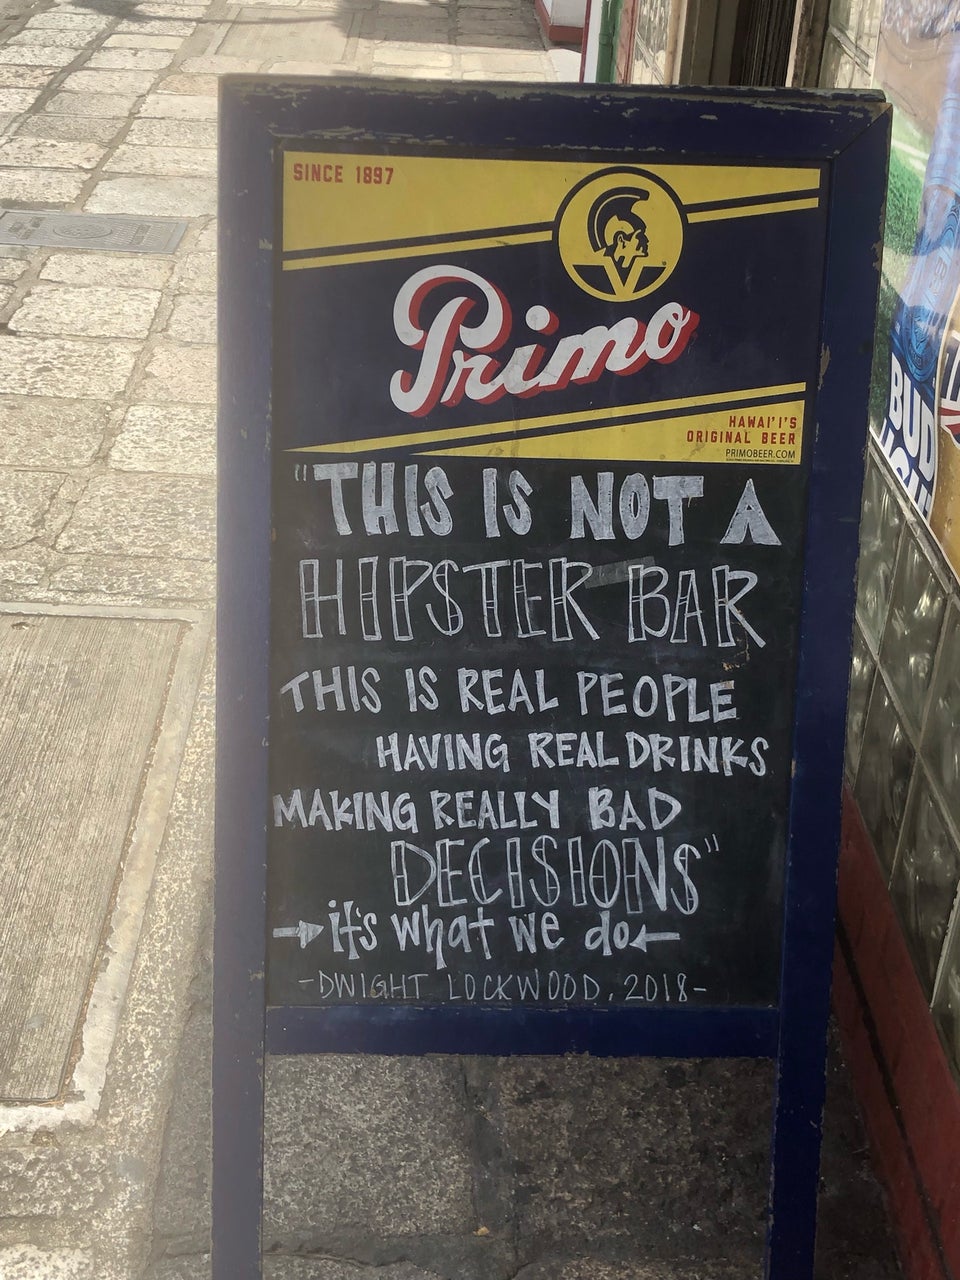 SINCE 1897
Primo
HAWAI'I'S
ORIGINAL BEER
PRIMOBEER.COM
"THIS IS NOT A
HIPSTER BAR
THIS IS REAL PEOPLE
HAVING REAL DRINKS
MAKING REALLY BAD
DECISIONS"
→it's what we do←
-DWIGHT LOCKWOOD, 2018-
BUD